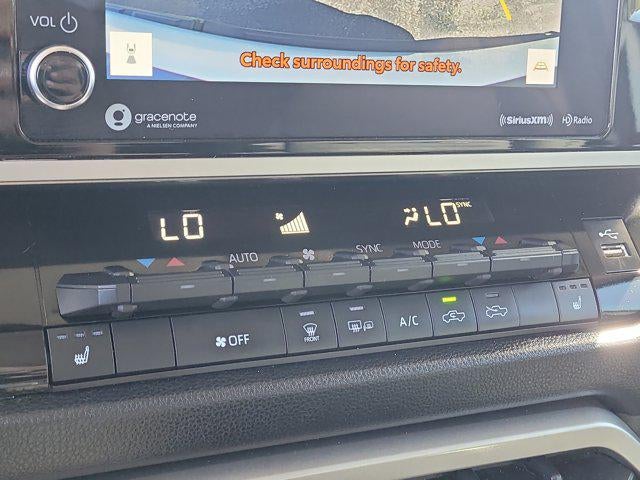 VOL
Check surroundings for safety.
gracenote
A NIELSEN COMPANY
SiriusXM HD Radio
LO LO SYNC
AUTO SYNC MODE
OFF FRONT A/C